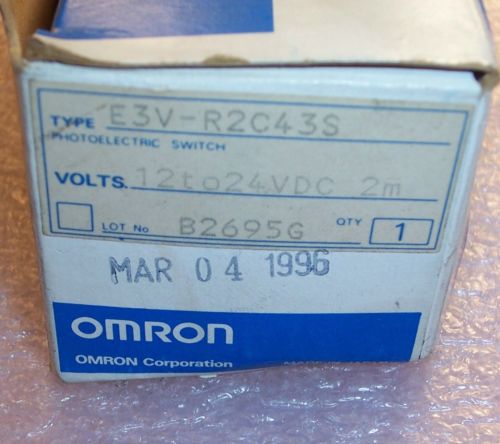 TYPE E3V-R2C43S
PHOTOELECTRIC SWITCH
VOLTS. 12to24VDC 2m
LOT No B2695G QTY 1
MAR 04 1996
OMRON
OMRON Corporation